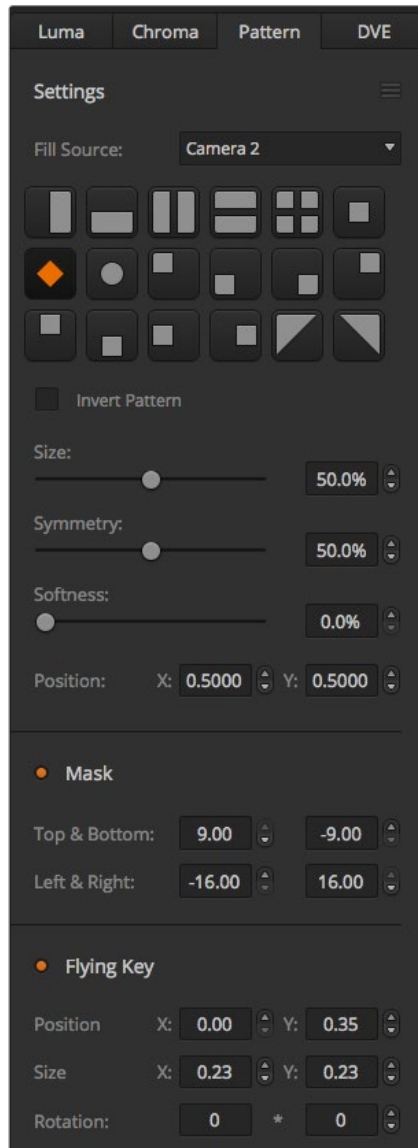 Luma Chroma Pattern DVE
Settings
Fill Source: Camera 2
Invert Pattern
Size:
50.0%
Symmetry:
50.0%
Softness:
0.0%
Position: X: 0.5000 Y: 0.5000
Mask
Top & Bottom: 9.00 -9.00
Left & Right: -16.00 16.00
Flying Key
Position X: 0.00 Y: 0.35
Size X: 0.23 Y: 0.23
Rotation: 0 * 0